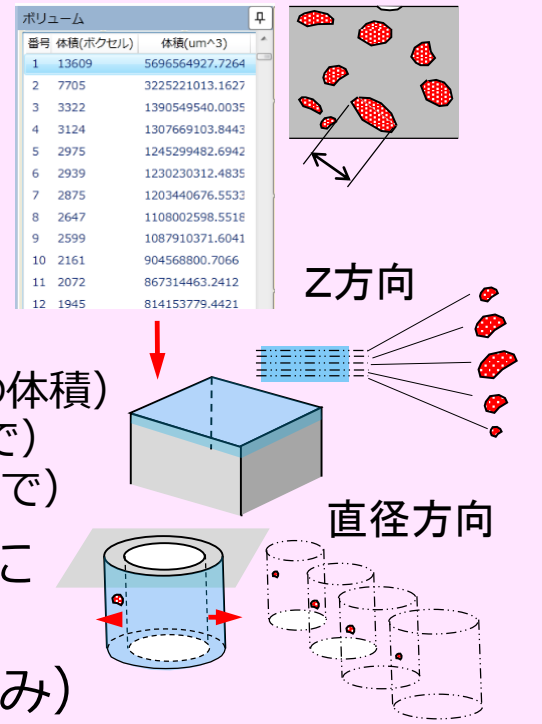 ボリューム
番号 体積(ボクセル) 体積(um^3)
1 13609 5696564927.7264
2 7705 3225221013.1627
3 3322 1390549540.0035
4 3124 1307669103.8443
5 2975 1245299482.6942
6 2939 1230230312.4835
7 2875 1203440676.5533
8 2647 1108002598.5518
9 2599 1087910371.6041
10 2161 904568800.7066
11 2072 867314463.2412
12 1945 814153779.4421
Z方向
の体積）
で）
で）
直径方向
こ
み）